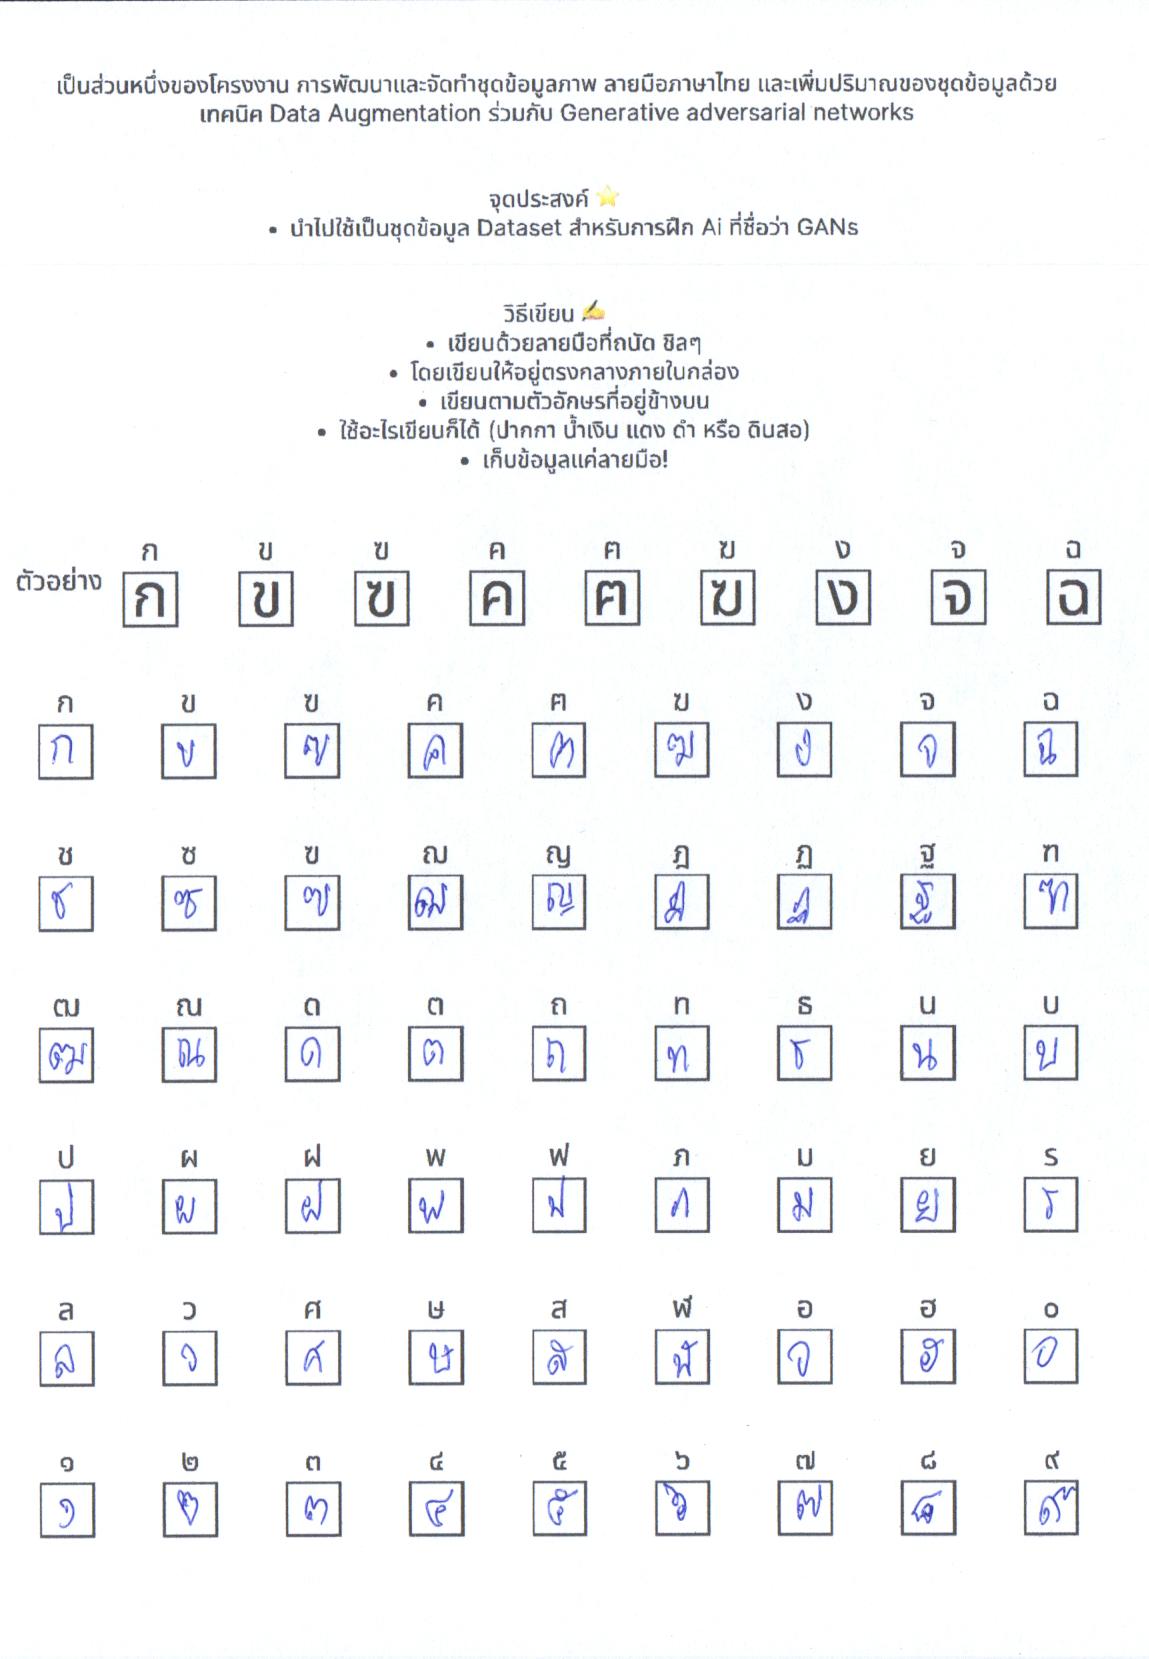 เป็นส่วนหนึ่งของโครงงาน การพัฒนาและจัดทำชุดข้อมูลภาพ ลายมือภาษาไทย และเพิ่มปริมาณของชุดข้อมูลด้วย
เทคนิค Data Augmentation ร่วมกับ Generative adversarial networks
จุดประสงค์ ⭐
• นำไปใช้เป็นชุดข้อมูล Dataset สำหรับการฝึก Ai ที่ชื่อว่า GANs
วิธีเขียน ✍
• เขียนด้วยลายมือที่ถนัด ชิลๆ
• โดยเขียนให้อยู่ตรงกลางภายในกล่อง
• เขียนตามตัวอักษรที่อยู่ข้างบน
• ใช้อะไรเขียนก็ได้ (ปากกา น้ำเงิน แดง ดำ หรือ ดินสอ)
• เก็บข้อมูลแค่ลายมือ!
ก ข ฃ ค ฅ ฆ ง จ ฉ
ตัวอย่าง ก ข ฃ ค ฅ ฆ ง จ ฉ
ก ข ฃ ค ฅ ฆ ง จ ฉ
ก ข ฃ ค ฅ ฆ ง จ ฉ
ช ซ ฃ ฌ ญ ฎ ฏ ฐ ฑ
ช ซ ฃ ฌ ญ ฎ ฏ ฐ ฑ
ฒ ณ ด ต ถ ท ธ น บ
ฒ ณ ด ต ถ ท ธ น บ
ป ผ ฝ พ ฟ ภ ม ย ร
ป ผ ฝ พ ฟ ภ ม ย ร
ล ว ศ ษ ส ฬ อ ฮ ๐
ล ว ศ ษ ส ฬ อ ฮ ๐
๑ ๒ ๓ ๔ ๕ ๖ ๗ ๘ ๙
๑ ๒ ๓ ๔ ๕ ๖ ๗ ๘ ๙